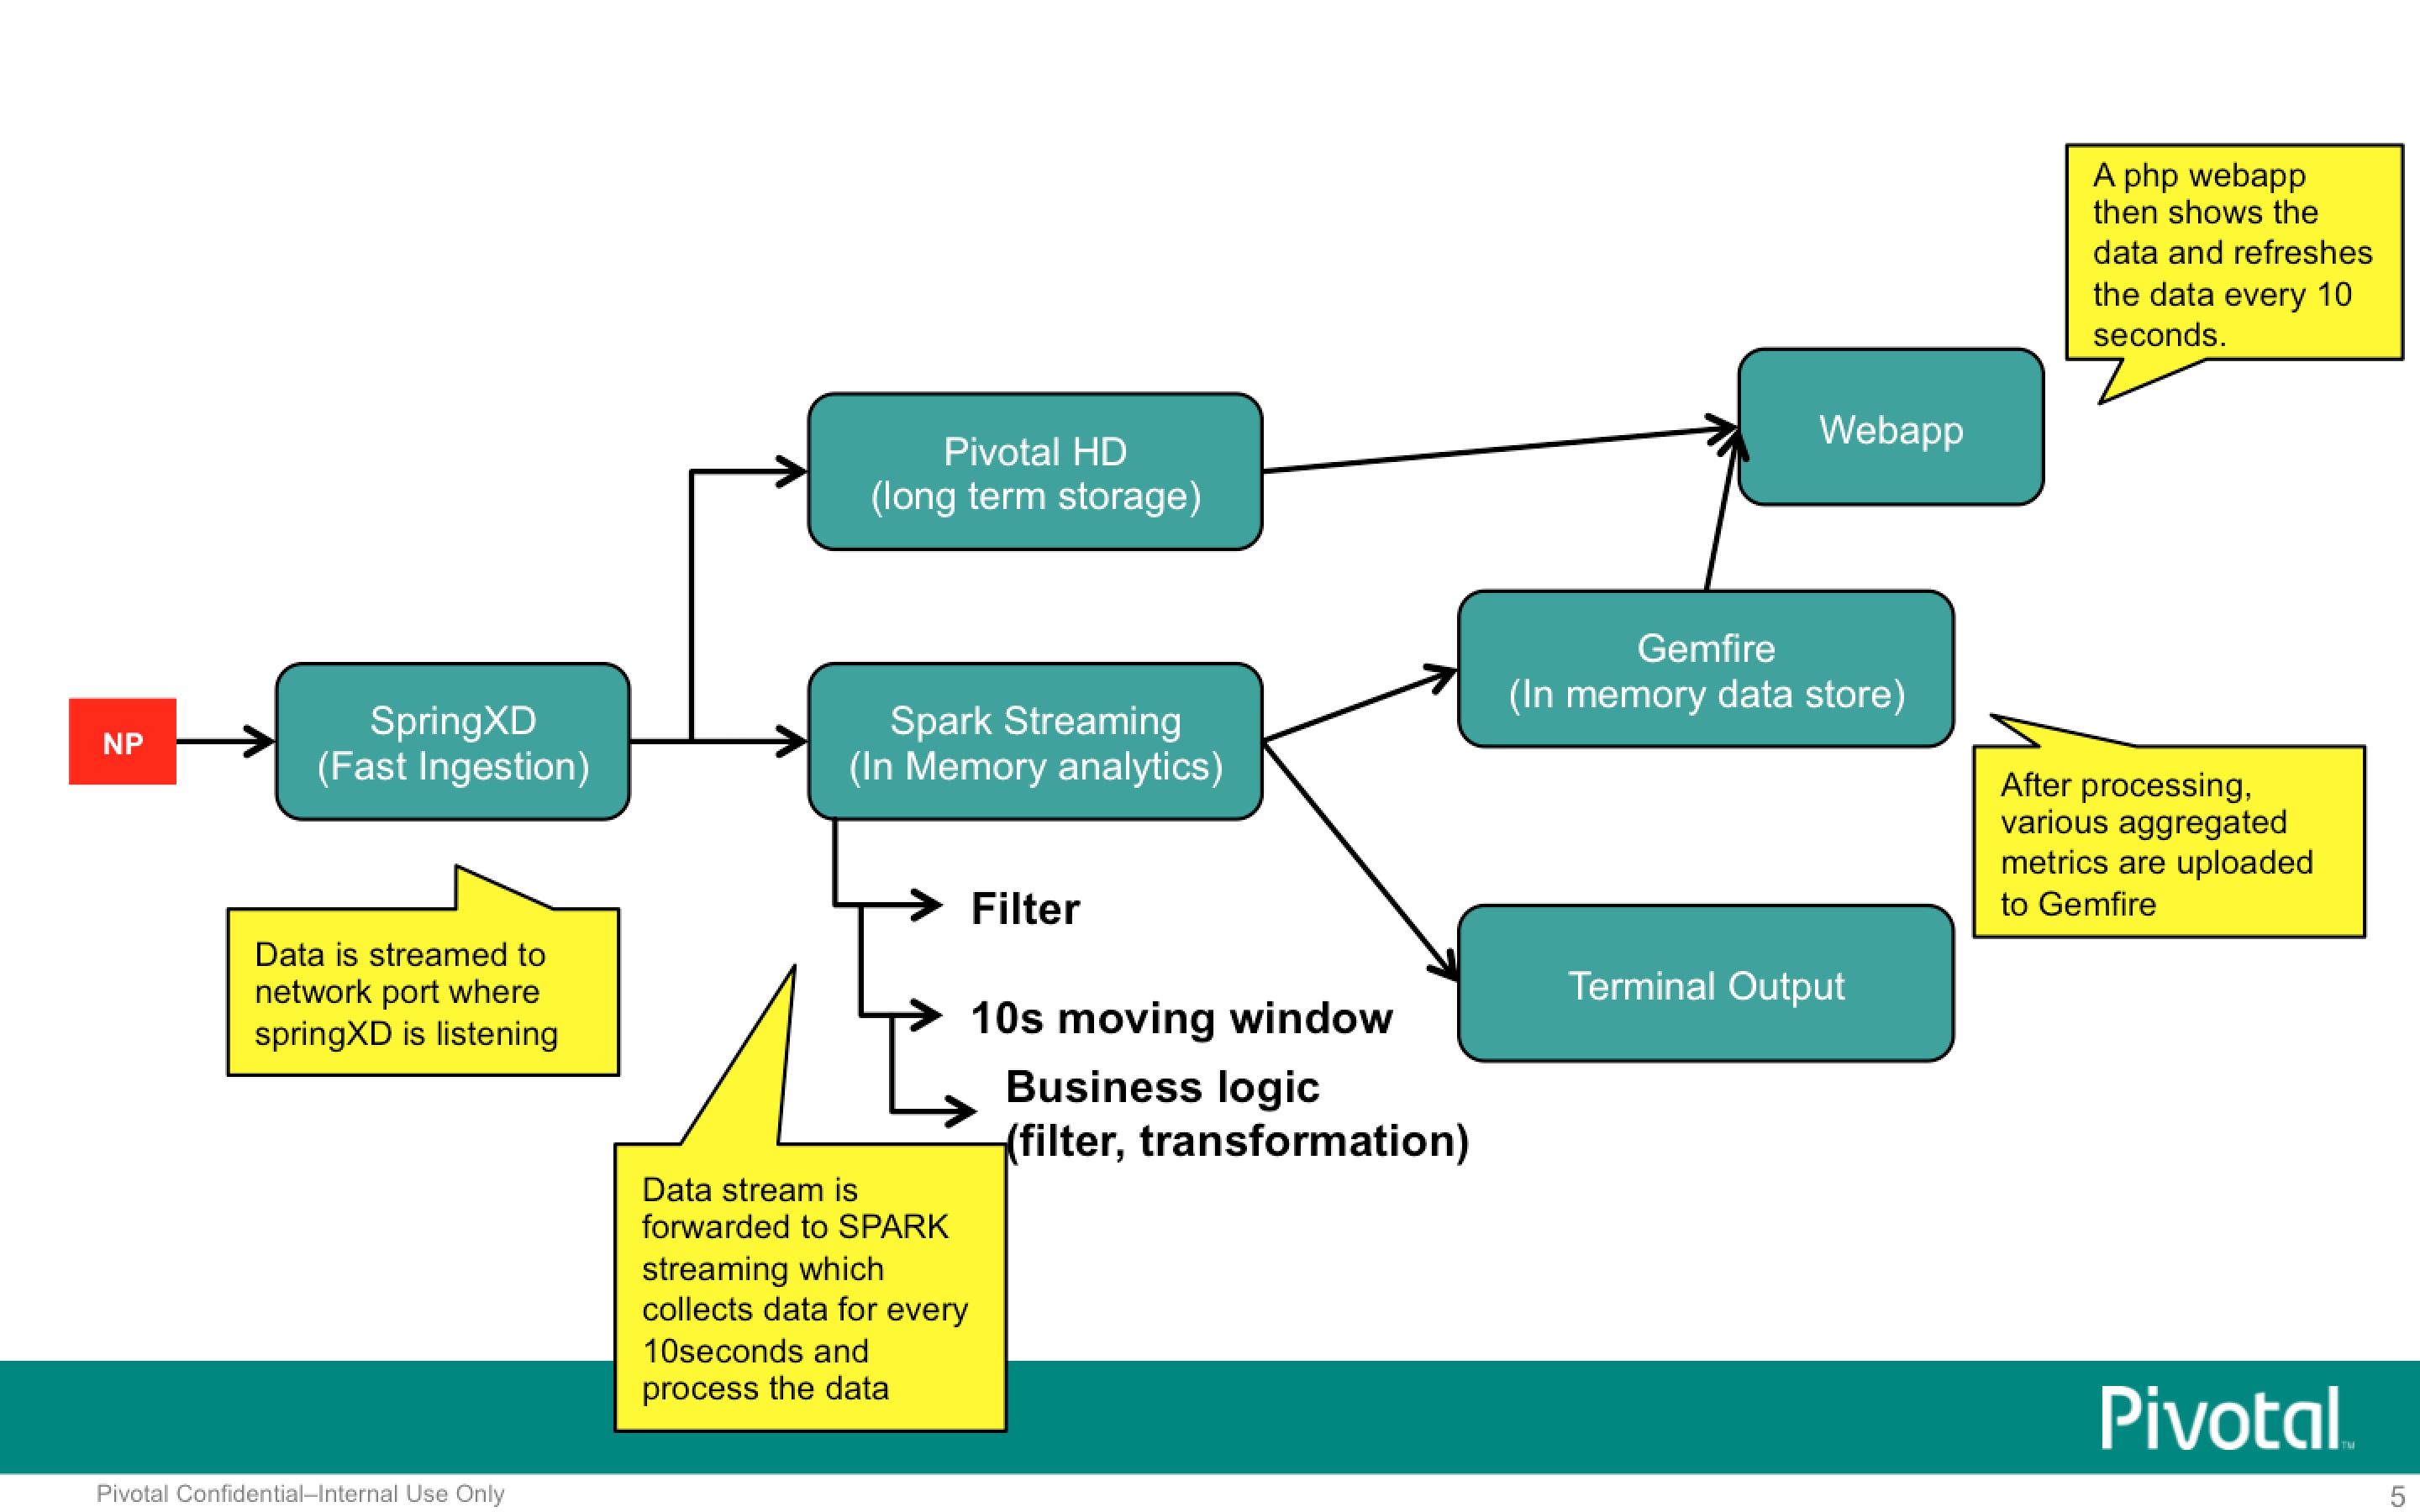 A php webapp
then shows the
data and refreshes
the data every 10
seconds.
Webapp
Pivotal HD
(long term storage)
Gemfire
(In memory data store)
NP
SpringXD
(Fast Ingestion)
Spark Streaming
(In Memory analytics)
After processing,
various aggregated
metrics are uploaded
to Gemfire
Filter
Data is streamed to
network port where
springXD is listening
Terminal Output
10s moving window
Business logic
(filter, transformation)
Data stream is
forwarded to SPARK
streaming which
collects data for every
10seconds and
process the data
Pivotal™
Pivotal Confidential–Internal Use Only
5